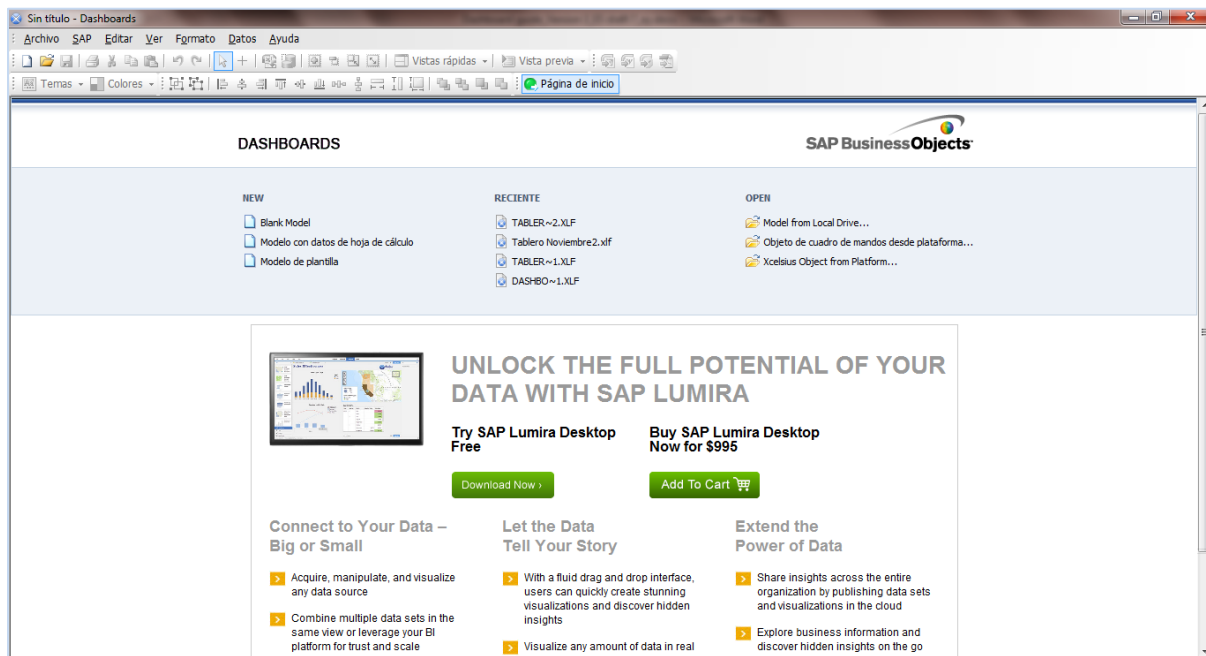 Sin título - Dashboards
Archivo SAP Editar Ver Formato Datos Ayuda
Vistas rápidas Vista previa
Temas Colores Página de inicio
DASHBOARDS
SAP BusinessObjects
NEW
Blank Model
Modelo con datos de hoja de cálculo
Modelo de plantilla
RECIENTE
TABLER~2.XLF
Tablero Noviembre2.xlf
TABLER~1.XLF
DASHBO~1.XLF
OPEN
Model from Local Drive...
Objeto de cuadro de mandos desde plataforma...
Xcelsius Object from Platform...
UNLOCK THE FULL POTENTIAL OF YOUR
DATA WITH SAP LUMIRA
Try SAP Lumira Desktop
Free
Download Now ›
Buy SAP Lumira Desktop
Now for $995
Add To Cart
Connect to Your Data –
Big or Small
Acquire, manipulate, and visualize
any data source
Combine multiple data sets in the
same view or leverage your BI
platform for trust and scale
Let the Data
Tell Your Story
With a fluid drag and drop interface,
users can quickly create stunning
visualizations and discover hidden
insights
Visualize any amount of data in real
Extend the
Power of Data
Share insights across the entire
organization by publishing data sets
and visualizations in the cloud
Explore business information and
discover hidden insights on the go